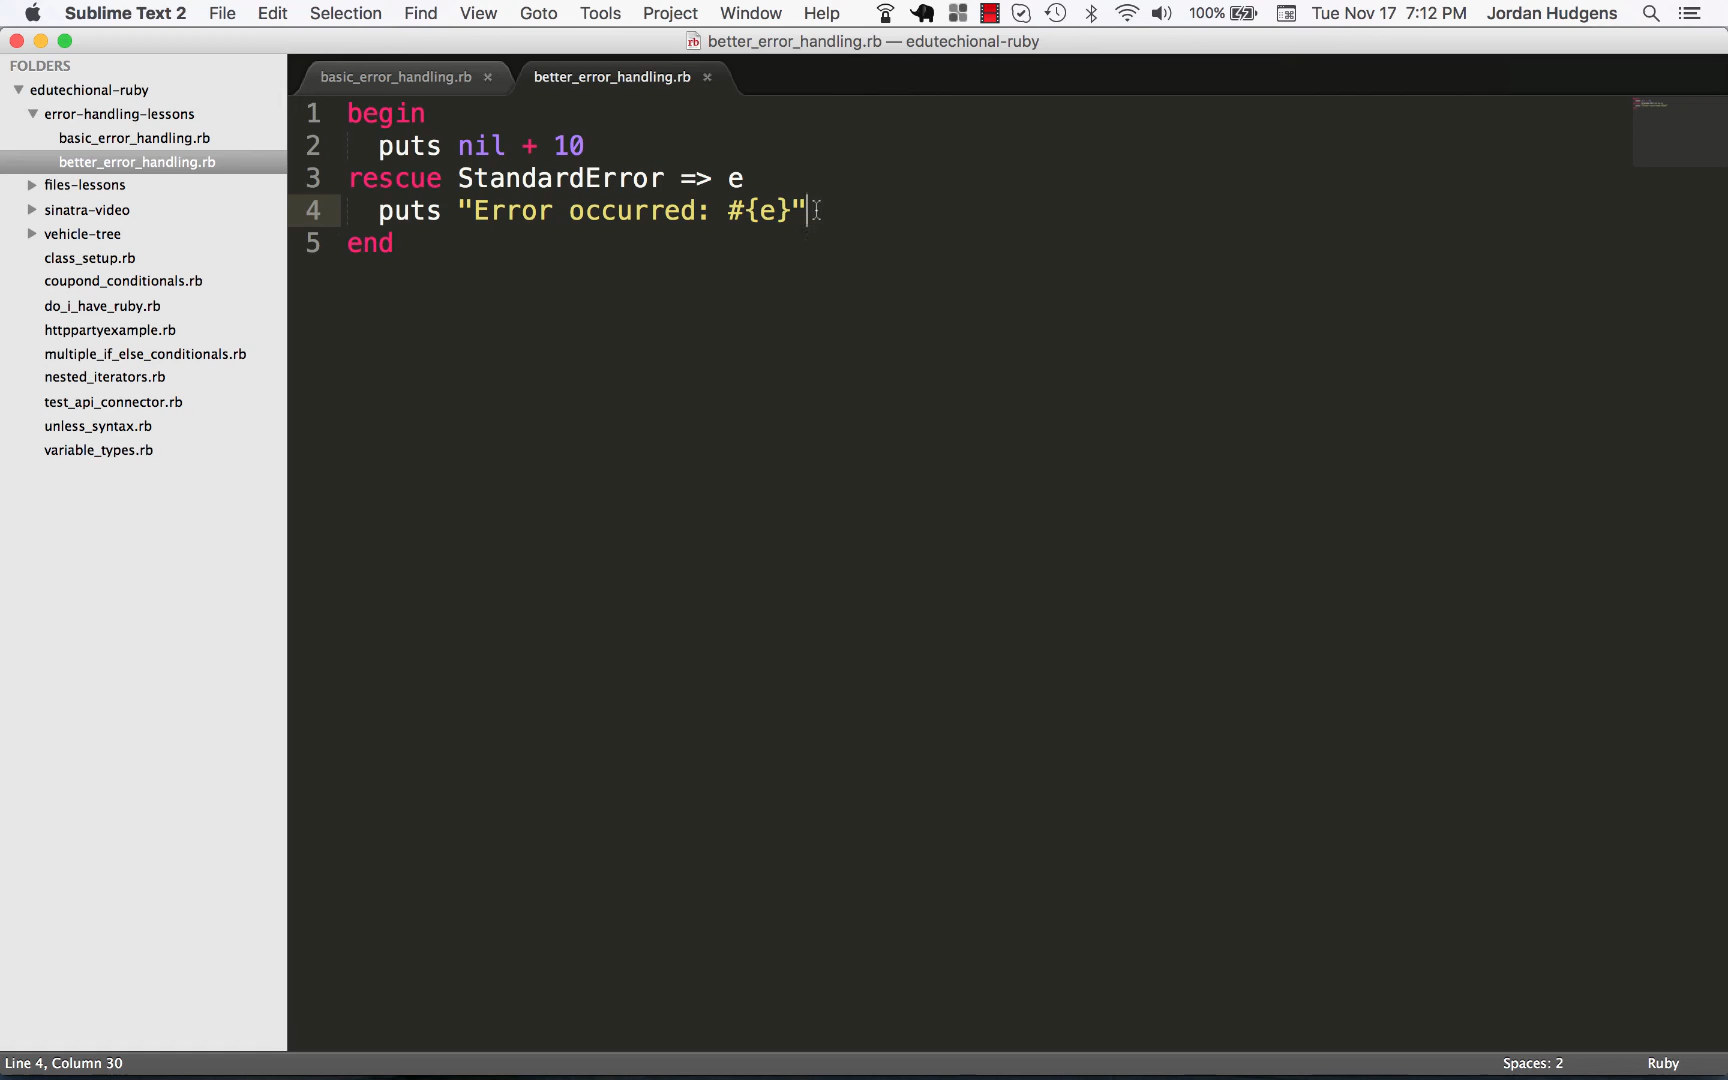 Sublime Text 2 File Edit Selection Find View Goto Tools Project Window Help 100% Tue Nov 17 7:12 PM Jordan Hudgens
rb better_error_handling.rb — edutechional-ruby
FOLDERS
edutechional-ruby
error-handling-lessons
basic_error_handling.rb
better_error_handling.rb
files-lessons
sinatra-video
vehicle-tree
class_setup.rb
coupond_conditionals.rb
do_i_have_ruby.rb
httppartyexample.rb
multiple_if_else_conditionals.rb
nested_iterators.rb
test_api_connector.rb
unless_syntax.rb
variable_types.rb
basic_error_handling.rb × better_error_handling.rb ×
1 begin
2 puts nil + 10
3 rescue StandardError => e
4 puts "Error occurred: #{e}"
5 end
Line 4, Column 30 Spaces: 2 Ruby